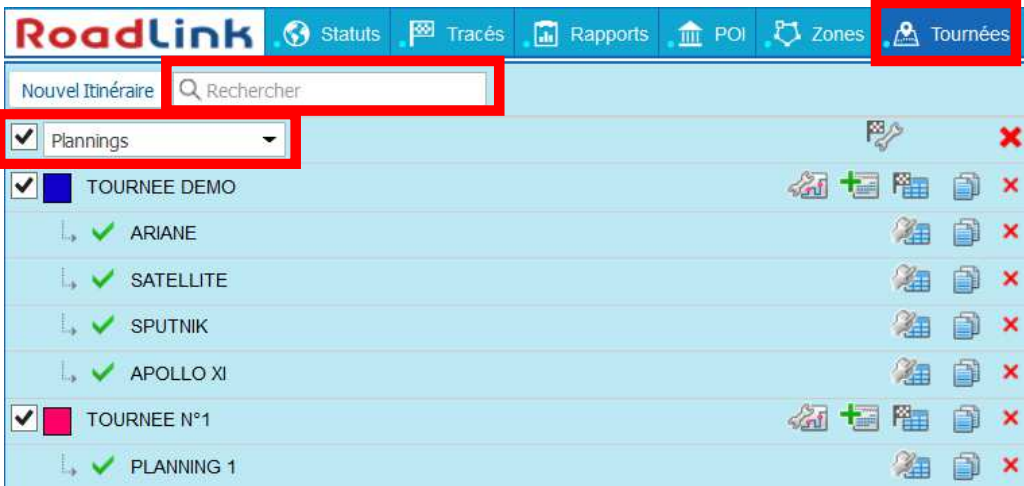 RoadLink Statuts Tracés Rapports POI Zones Tournées
Nouvel Itinéraire Rechercher
Plannings
TOURNEE DEMO
ARIANE
SATELLITE
SPUTNIK
APOLLO XI
TOURNEE N°1
PLANNING 1